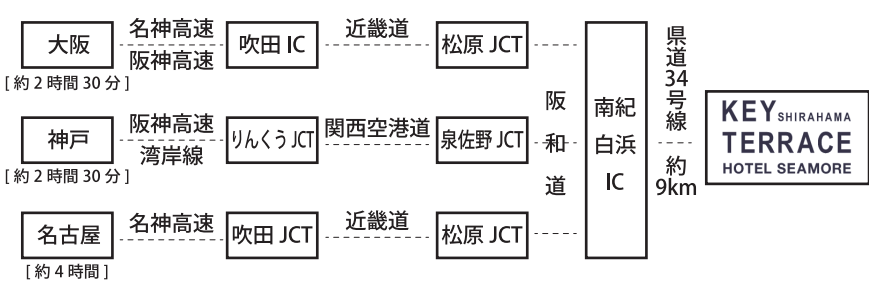 大阪
[ 約 2 時間 30 分 ]
名神高速
阪神高速
吹田 IC
近畿道
松原 JCT
神戸
[ 約 2 時間 30 分 ]
阪神高速
湾岸線
りんくう JCT
関西空港道
泉佐野 JCT
名古屋
[ 約 4 時間 ]
名神高速
吹田 JCT
近畿道
松原 JCT
阪和道
南紀
白浜
IC
県道34号線
約
9km
KEY SHIRAHAMA
TERRACE
HOTEL SEAMORE